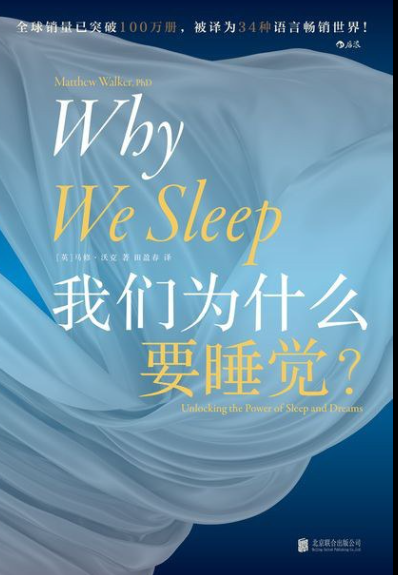 全球销量已突破100万册，被译为34种语言畅销世界！
后浪
Matthew Walker, PhD
Why
We Sleep
[英]马修·沃克 著 田盈春 译
我们为什么
要睡觉？
Unlocking the Power of Sleep and Dreams
北京联合出版公司